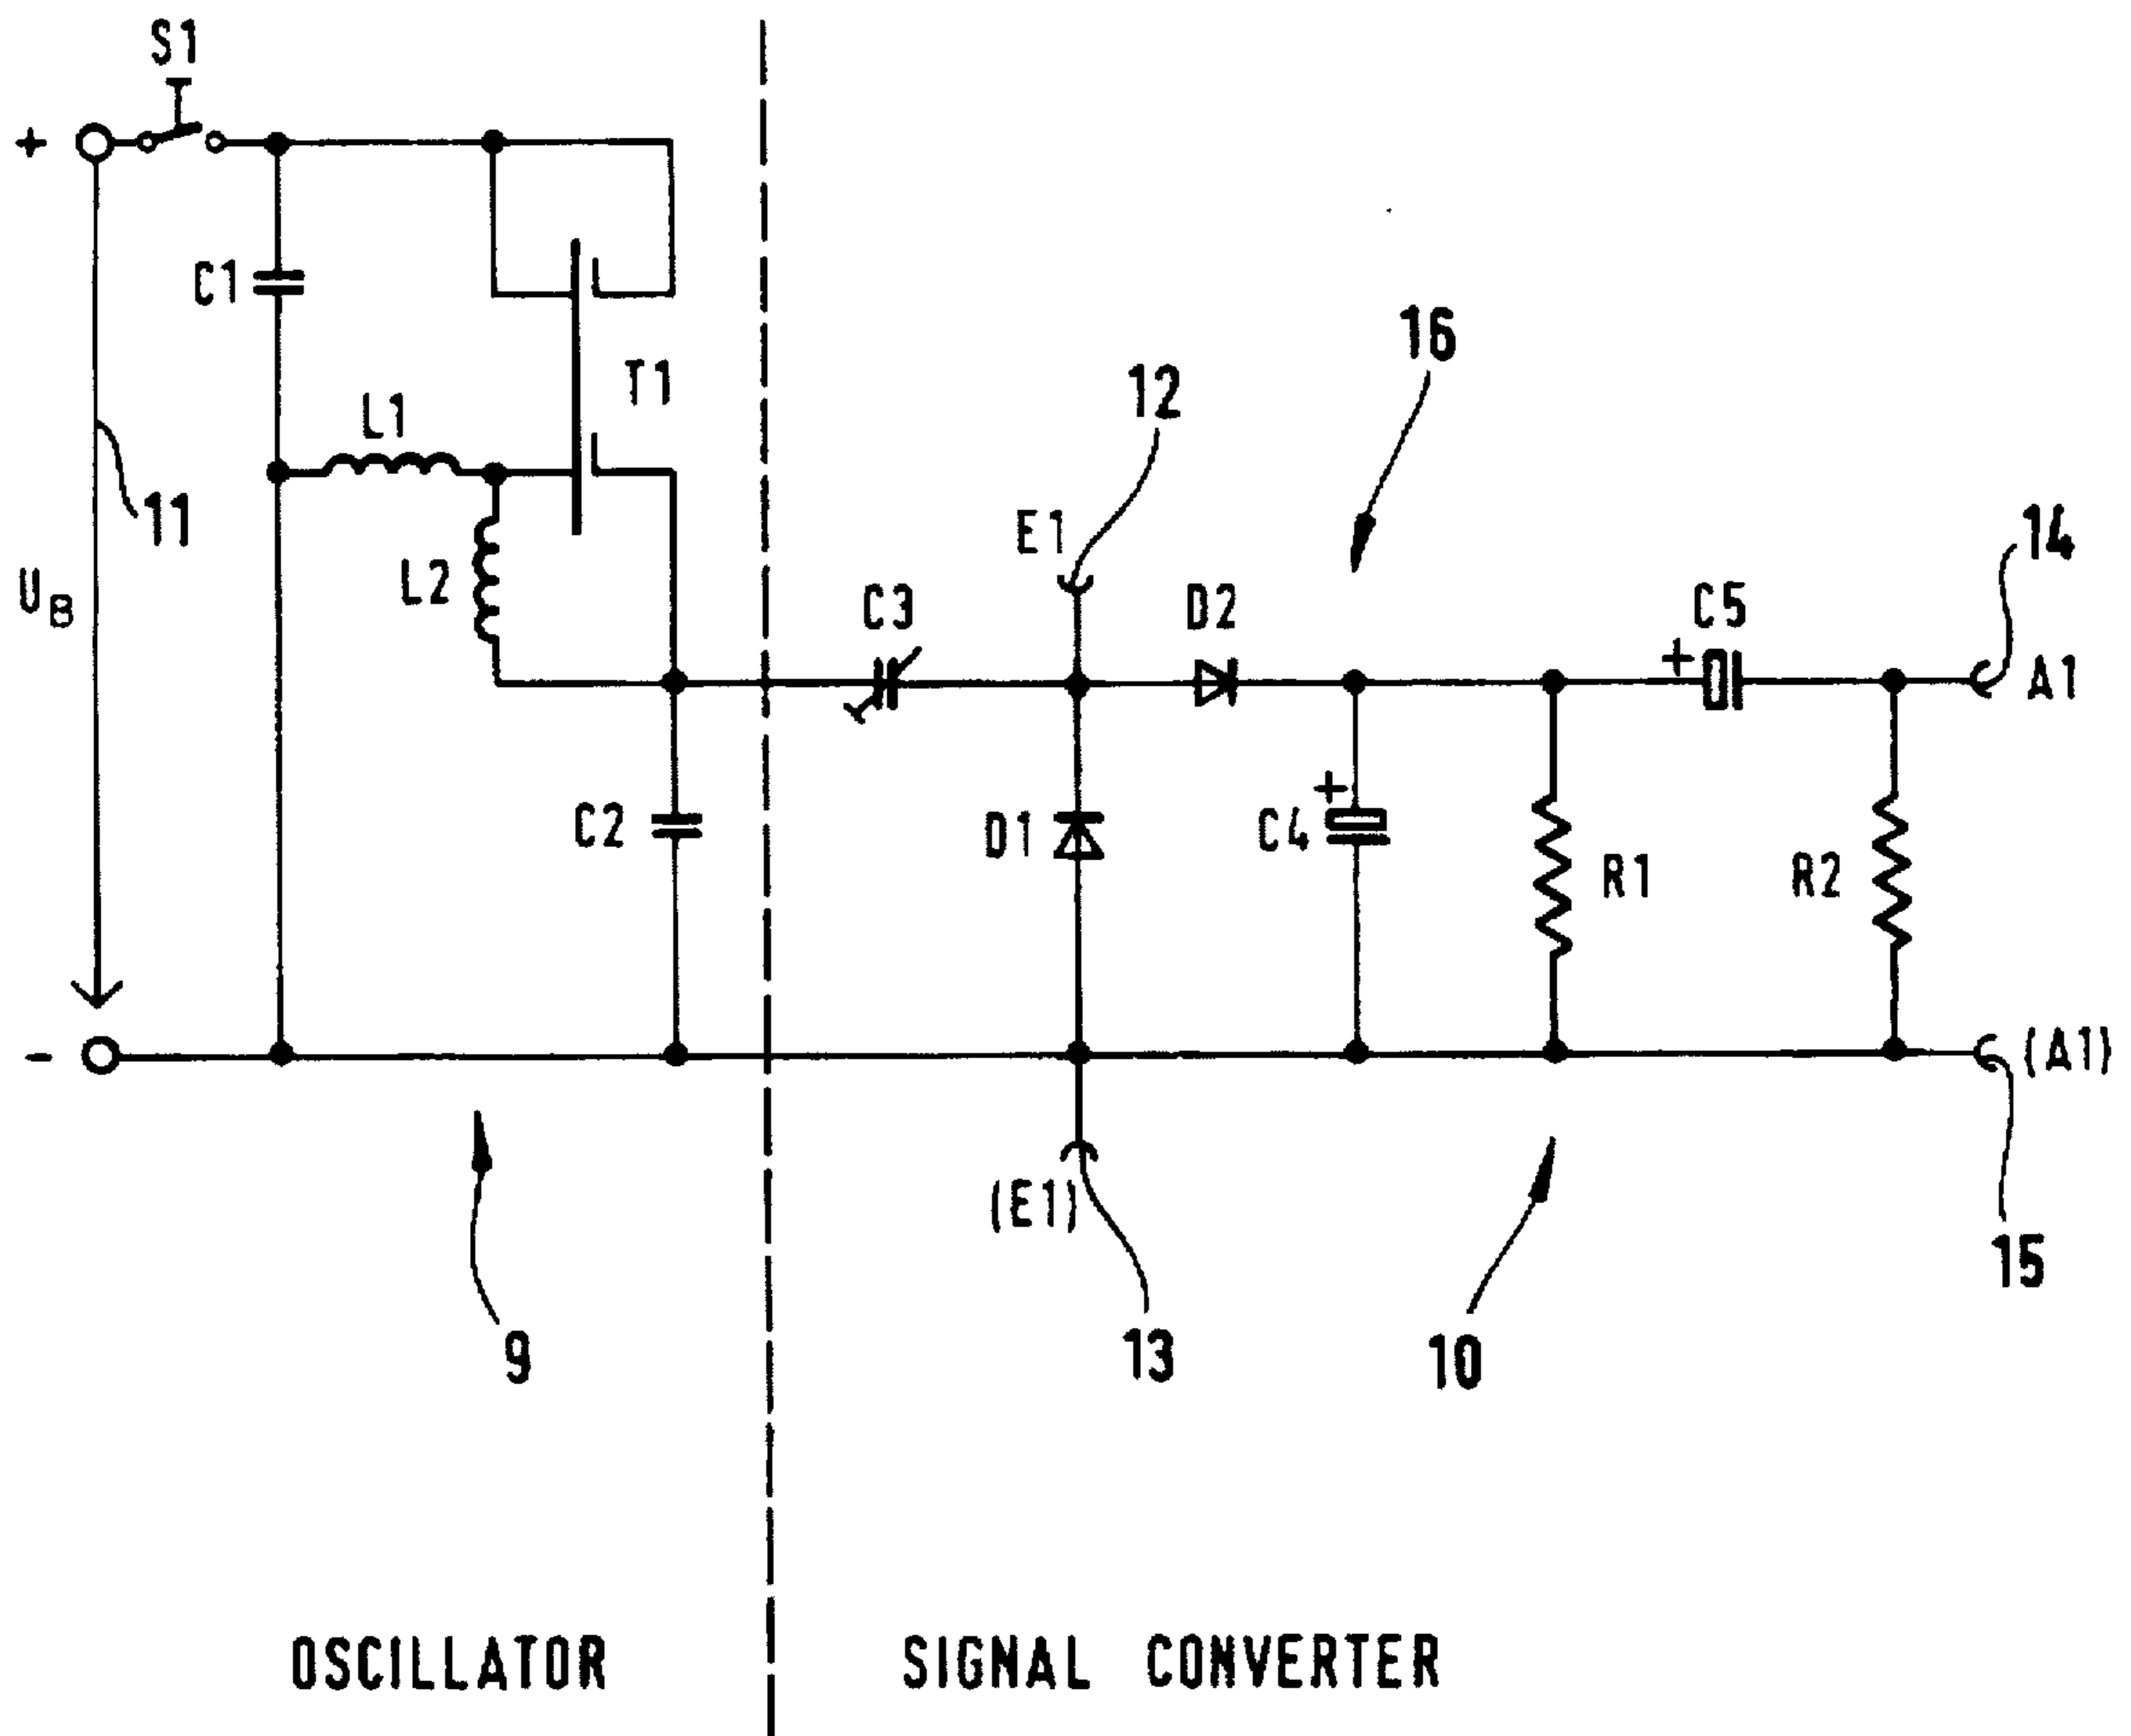 S1
+
C1
16
T1
12
L1
11
E1
14
L2
U_B
C3
D2
C5
+
A1
+
C2
D1
C4
R1
R2
-
(A1)
(E1)
15
9
13
10
OSCILLATOR
SIGNAL CONVERTER